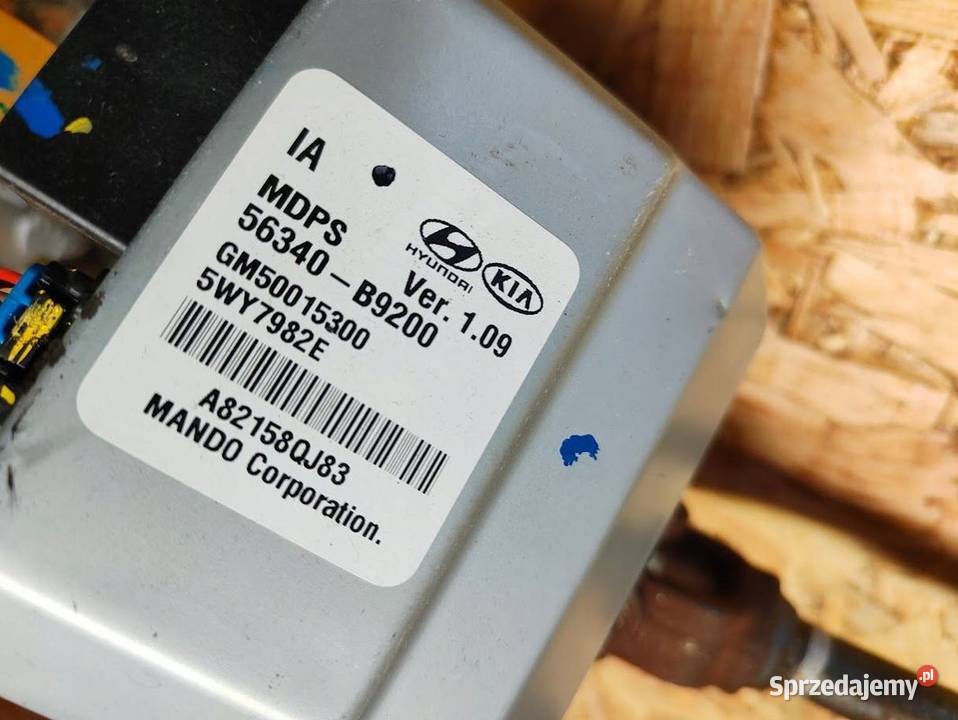 IA
MDPS Ver. 1.09
56340-B9200
GM50015300
5WY7982E
HYUNDAI KIA
A82158QJ83
MANDO Corporation.
Sprzedajemy.pl